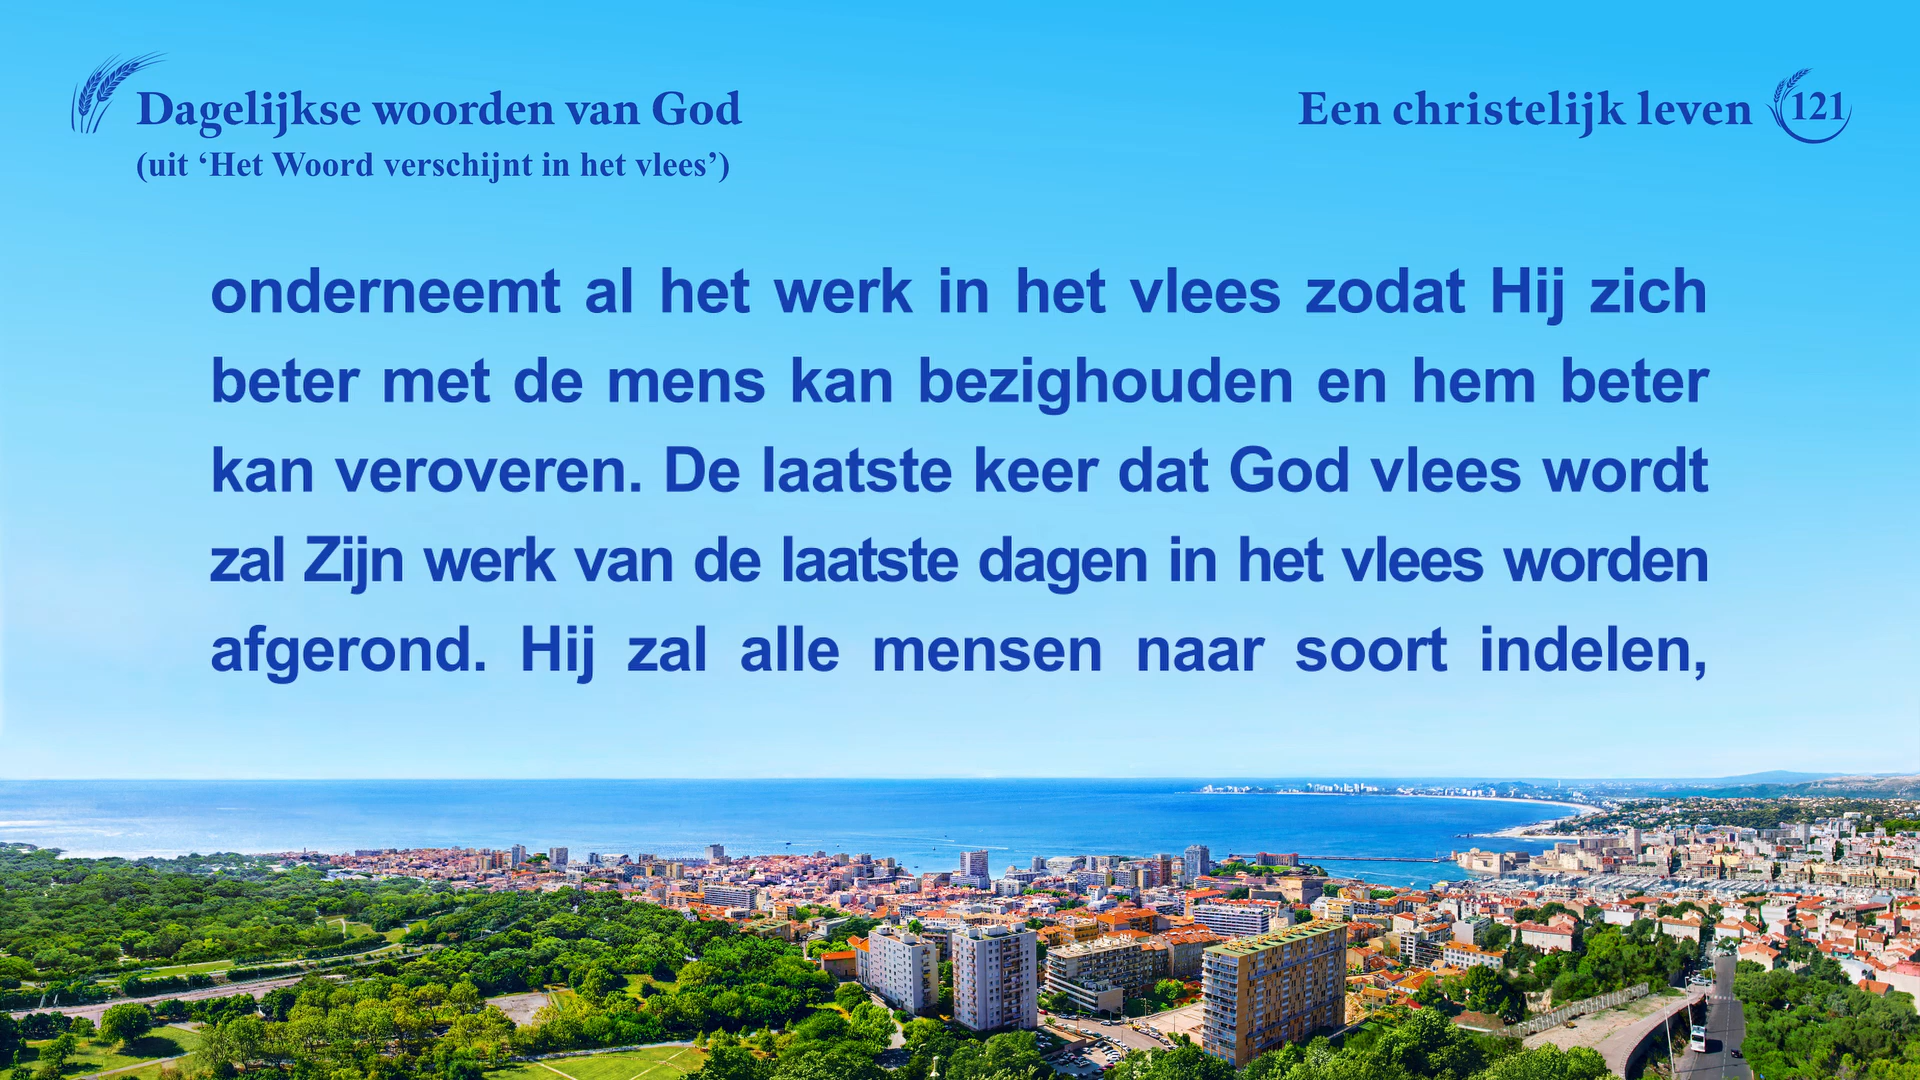 Dagelijkse woorden van God
(uit ‘Het Woord verschijnt in het vlees’)
Een christelijk leven 121
onderneemt al het werk in het vlees zodat Hij zich
beter met de mens kan bezighouden en hem beter
kan veroveren. De laatste keer dat God vlees wordt
zal Zijn werk van de laatste dagen in het vlees worden
afgerond. Hij zal alle mensen naar soort indelen,